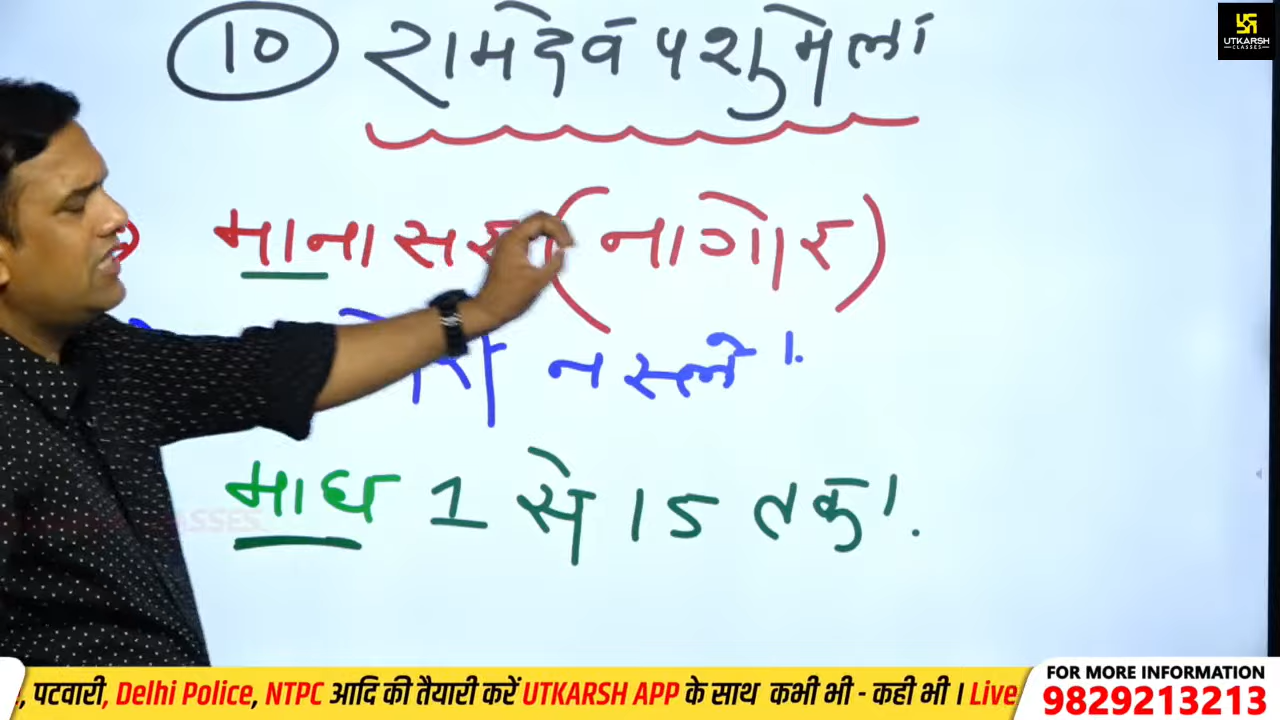 10 रामदेव पशु मेला
मानासर (नागोर)
नस्ले ।
माघ 1 से 15 तक।
UTKARSH
CLASSES
पटवारी, Delhi Police, NTPC आदि की तैयारी करें UTKARSH APP के साथ कभी भी - कही भी । Live
FOR MORE INFORMATION
9829213213